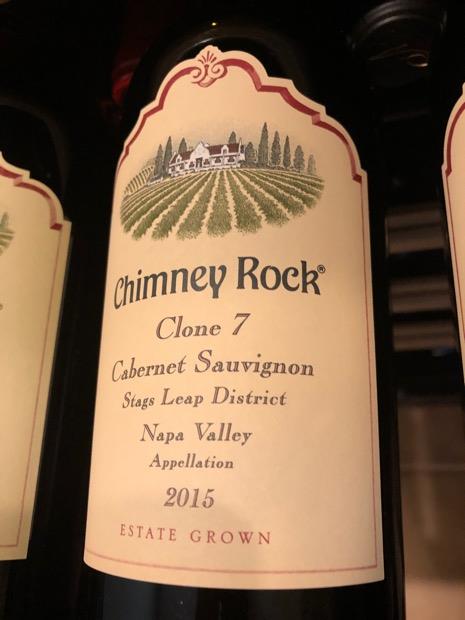 Chimney Rock®
Clone 7
Cabernet Sauvignon
Stags Leap District
Napa Valley
Appellation
2015
ESTATE GROWN